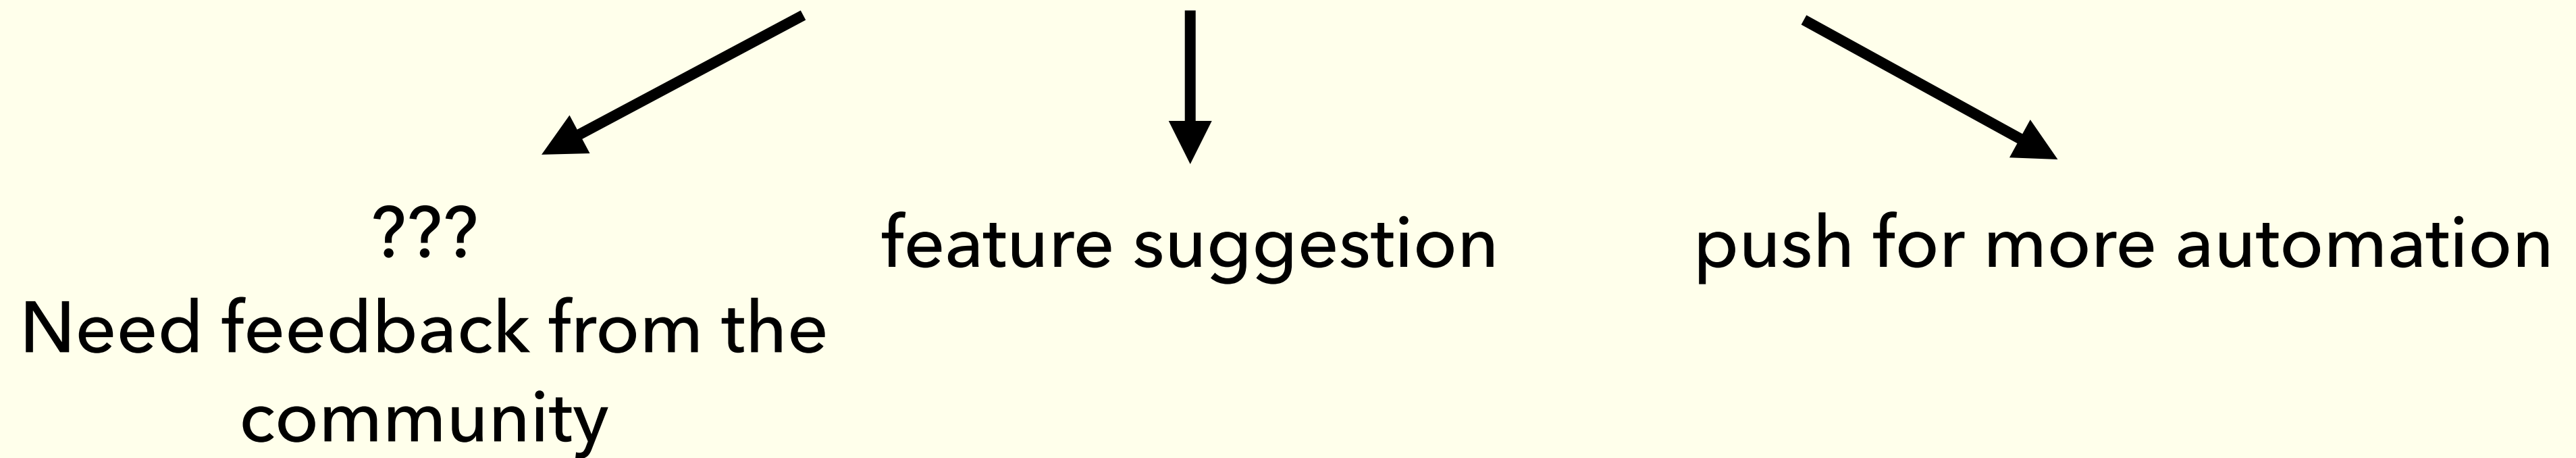 ???
Need feedback from the
community
feature suggestion
push for more automation